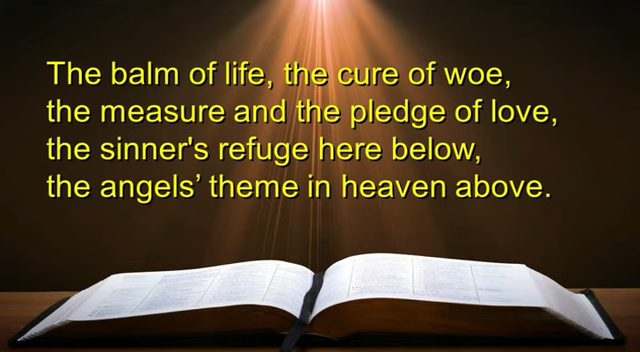 The balm of life, the cure of woe,
the measure and the pledge of love,
the sinner's refuge here below,
the angels’ theme in heaven above.